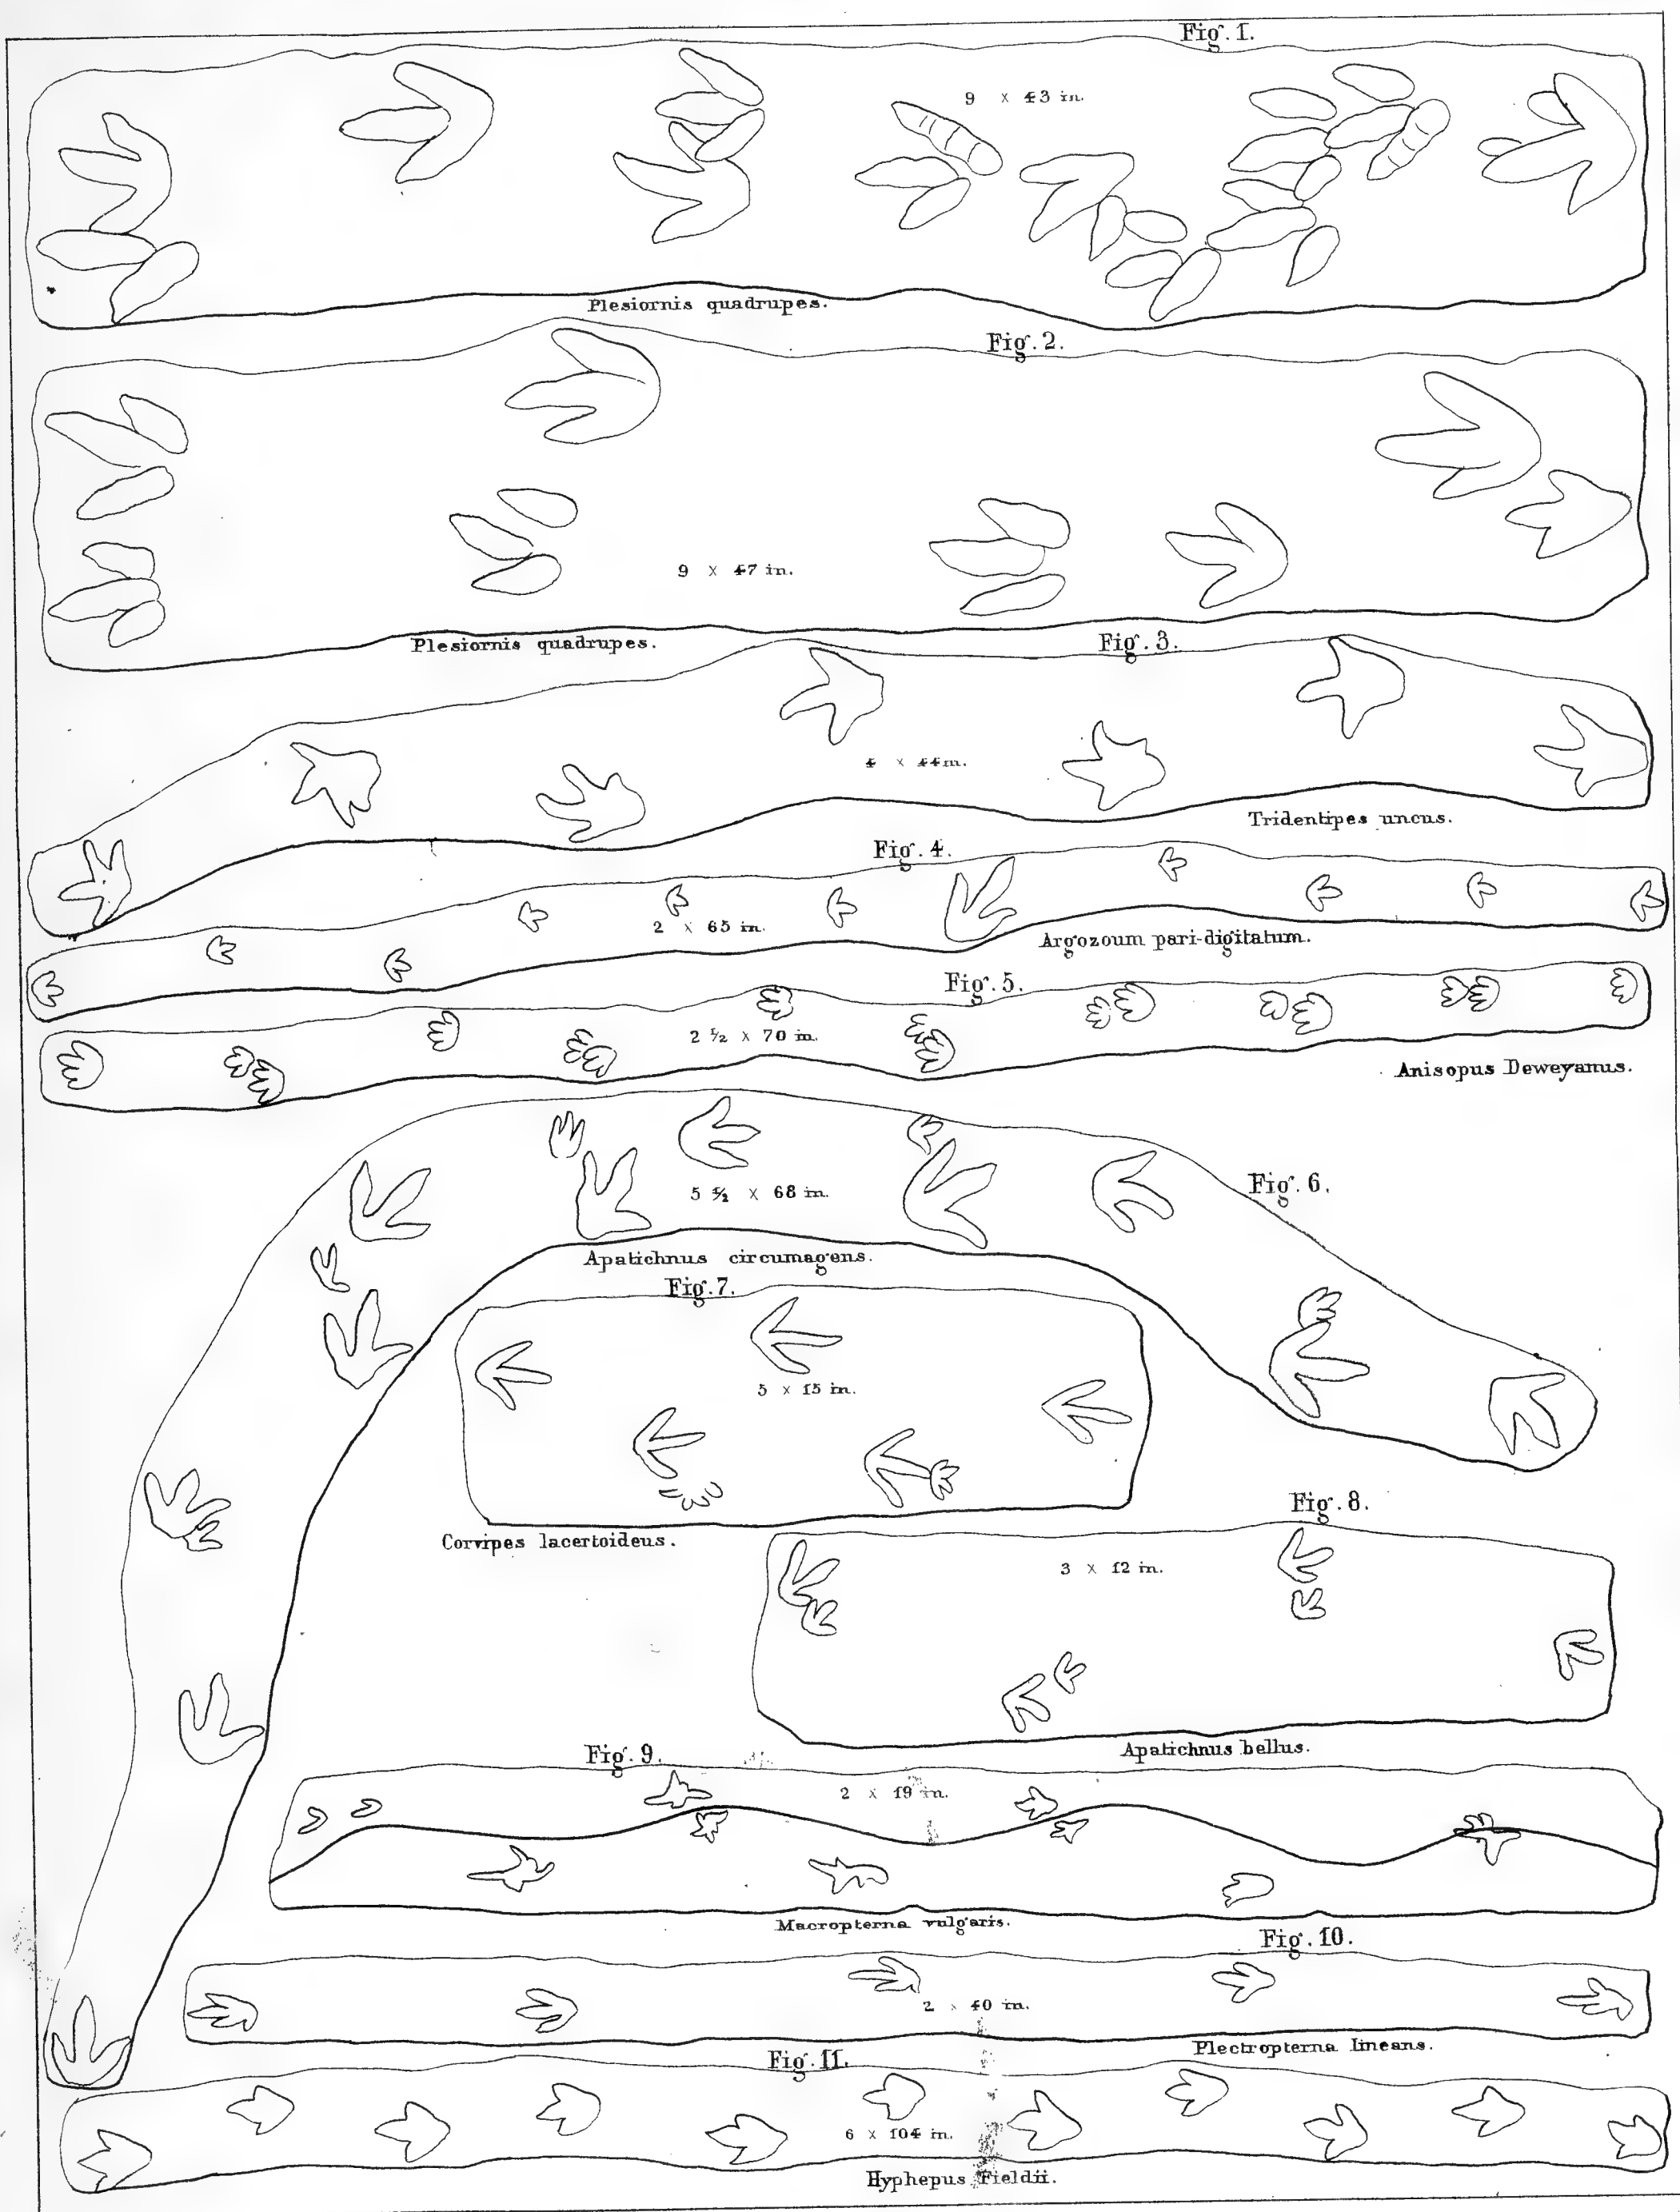 Fig. 1.
9 × 43 in.
Plesiornis quadrupes.
Fig. 2.
9 × 47 in.
Plesiornis quadrupes.
Fig. 3.
4 × 44 in.
Tridentipes uncus.
Fig. 4.
2 × 65 in.
Argozoum pari-digitatum.
Fig. 5.
2 1/2 × 70 in.
Anisopus Deweyanus.
Fig. 6.
5 1/2 × 68 in.
Apatichnus circumagens.
Fig. 7.
5 × 15 in.
Corvipes lacertoideus.
Fig. 8.
3 × 12 in.
Apatichnus bellus.
Fig. 9.
2 × 19 in.
Macropterna vulgaris.
Fig. 10.
2 × 40 in.
Plectropterna lineans.
Fig. 11.
6 × 104 in.
Hyphepus Fieldii.